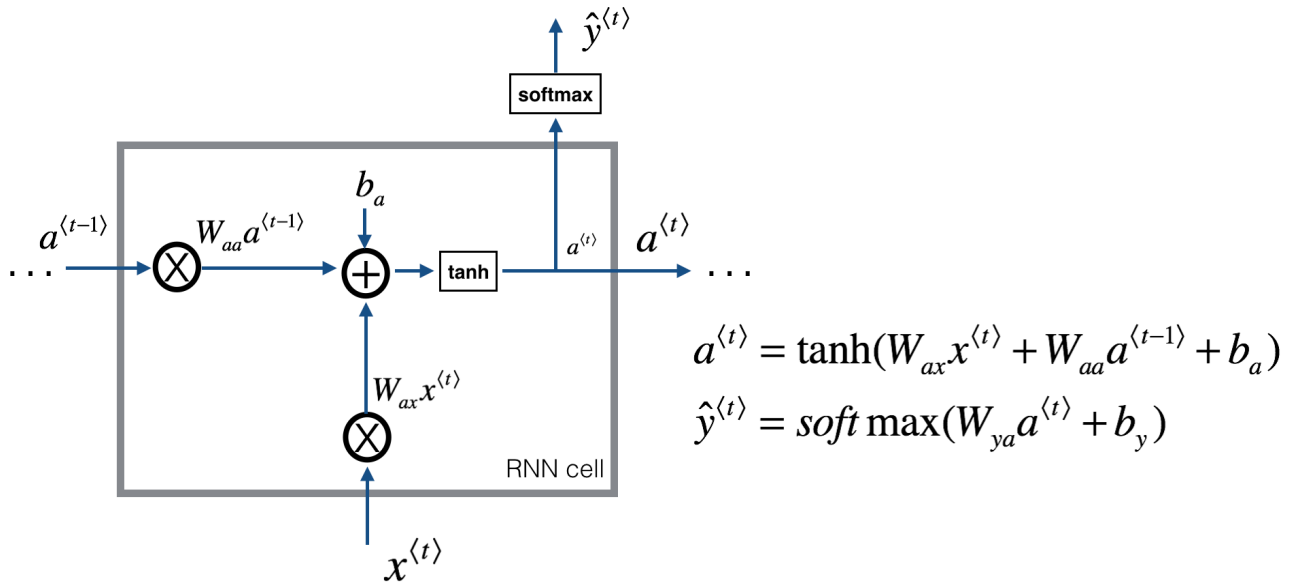 ŷ⟨t⟩
softmax
b_a
a⟨t−1⟩ W_aa a⟨t−1⟩ a⟨t⟩ a⟨t⟩
... tanh ...
a⟨t⟩ = tanh(W_ax x⟨t⟩ + W_aa a⟨t−1⟩ + b_a)
W_ax x⟨t⟩
ŷ⟨t⟩ = soft max(W_ya a⟨t⟩ + b_y)
RNN cell
x⟨t⟩